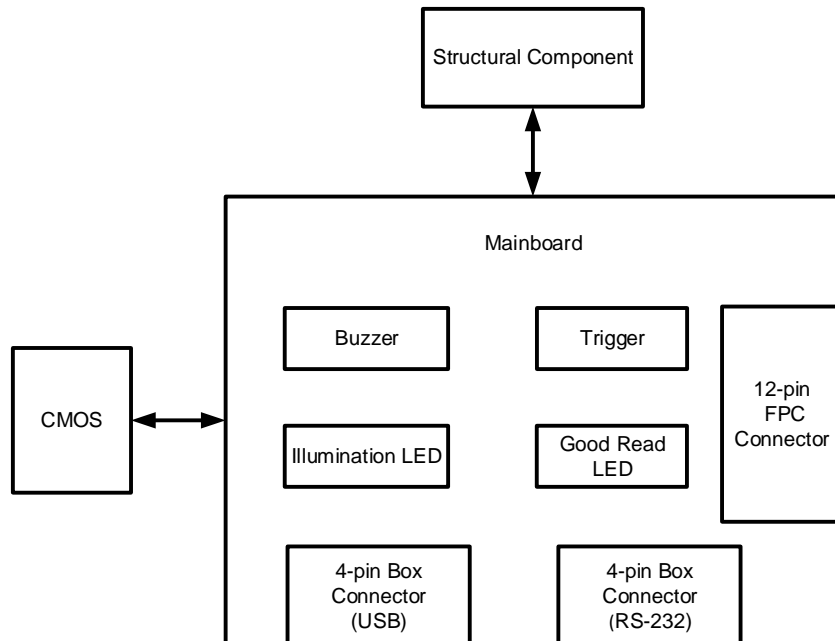 Structural Component
Mainboard
Buzzer
Trigger
12-pin
FPC
Connector
CMOS
Illumination LED
Good Read
LED
4-pin Box
Connector
(USB)
4-pin Box
Connector
(RS-232)